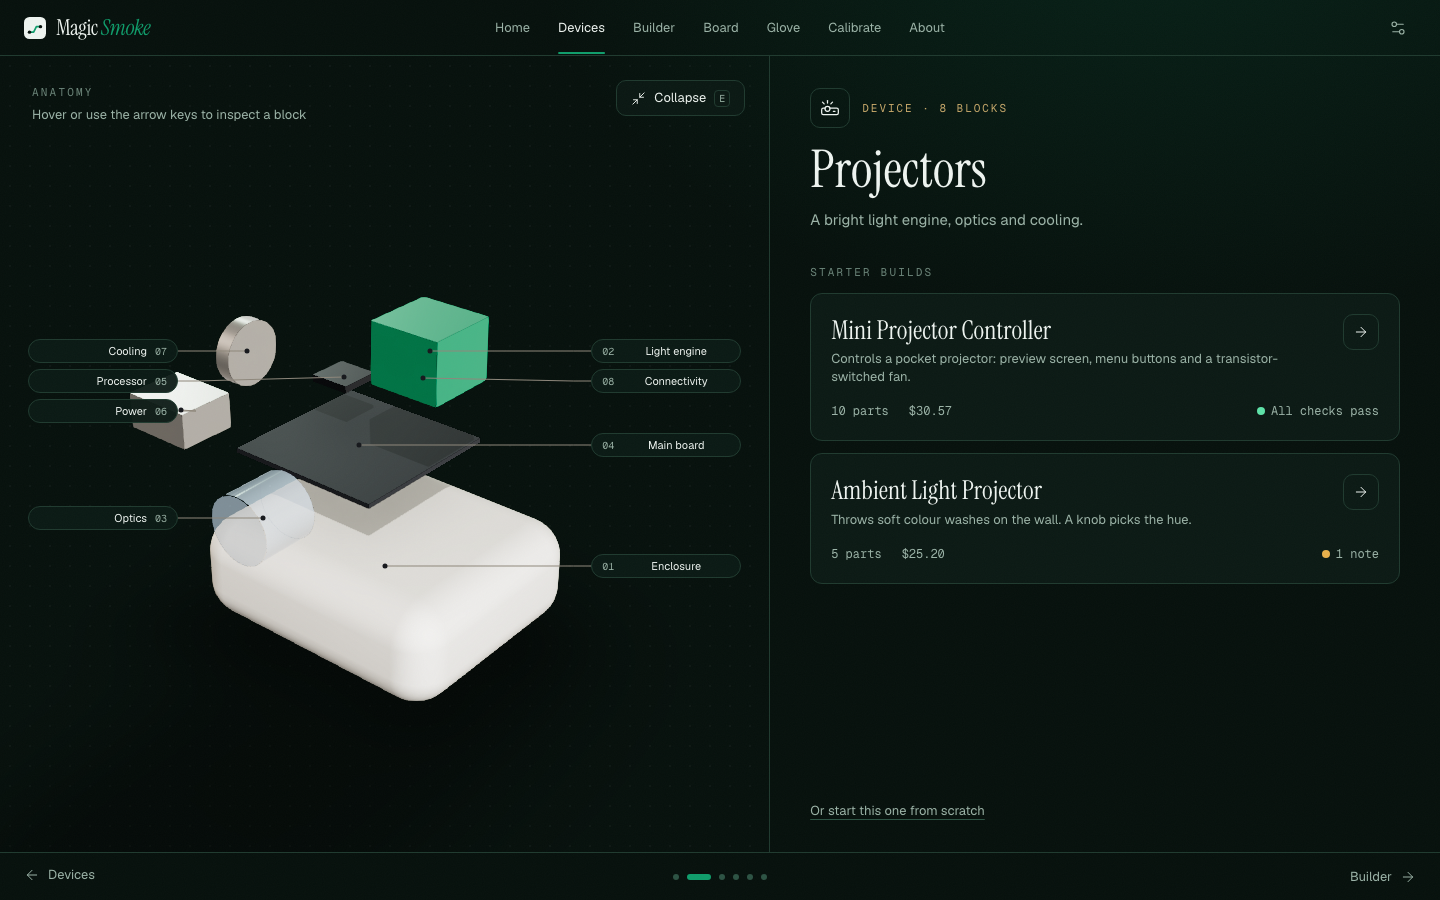 Magic Smoke
Home
Devices
Builder
Board
Glove
Calibrate
About
ANATOMY
Hover or use the arrow keys to inspect a block
Collapse E
Cooling 07
Processor 05
Power 06
Optics 03
02 Light engine
08 Connectivity
04 Main board
01 Enclosure
DEVICE · 8 BLOCKS
Projectors
A bright light engine, optics and cooling.
STARTER BUILDS
Mini Projector Controller
Controls a pocket projector: preview screen, menu buttons and a transistor-
switched fan.
10 parts $30.57 All checks pass
Ambient Light Projector
Throws soft colour washes on the wall. A knob picks the hue.
5 parts $25.20 1 note
Or start this one from scratch
Devices
Builder